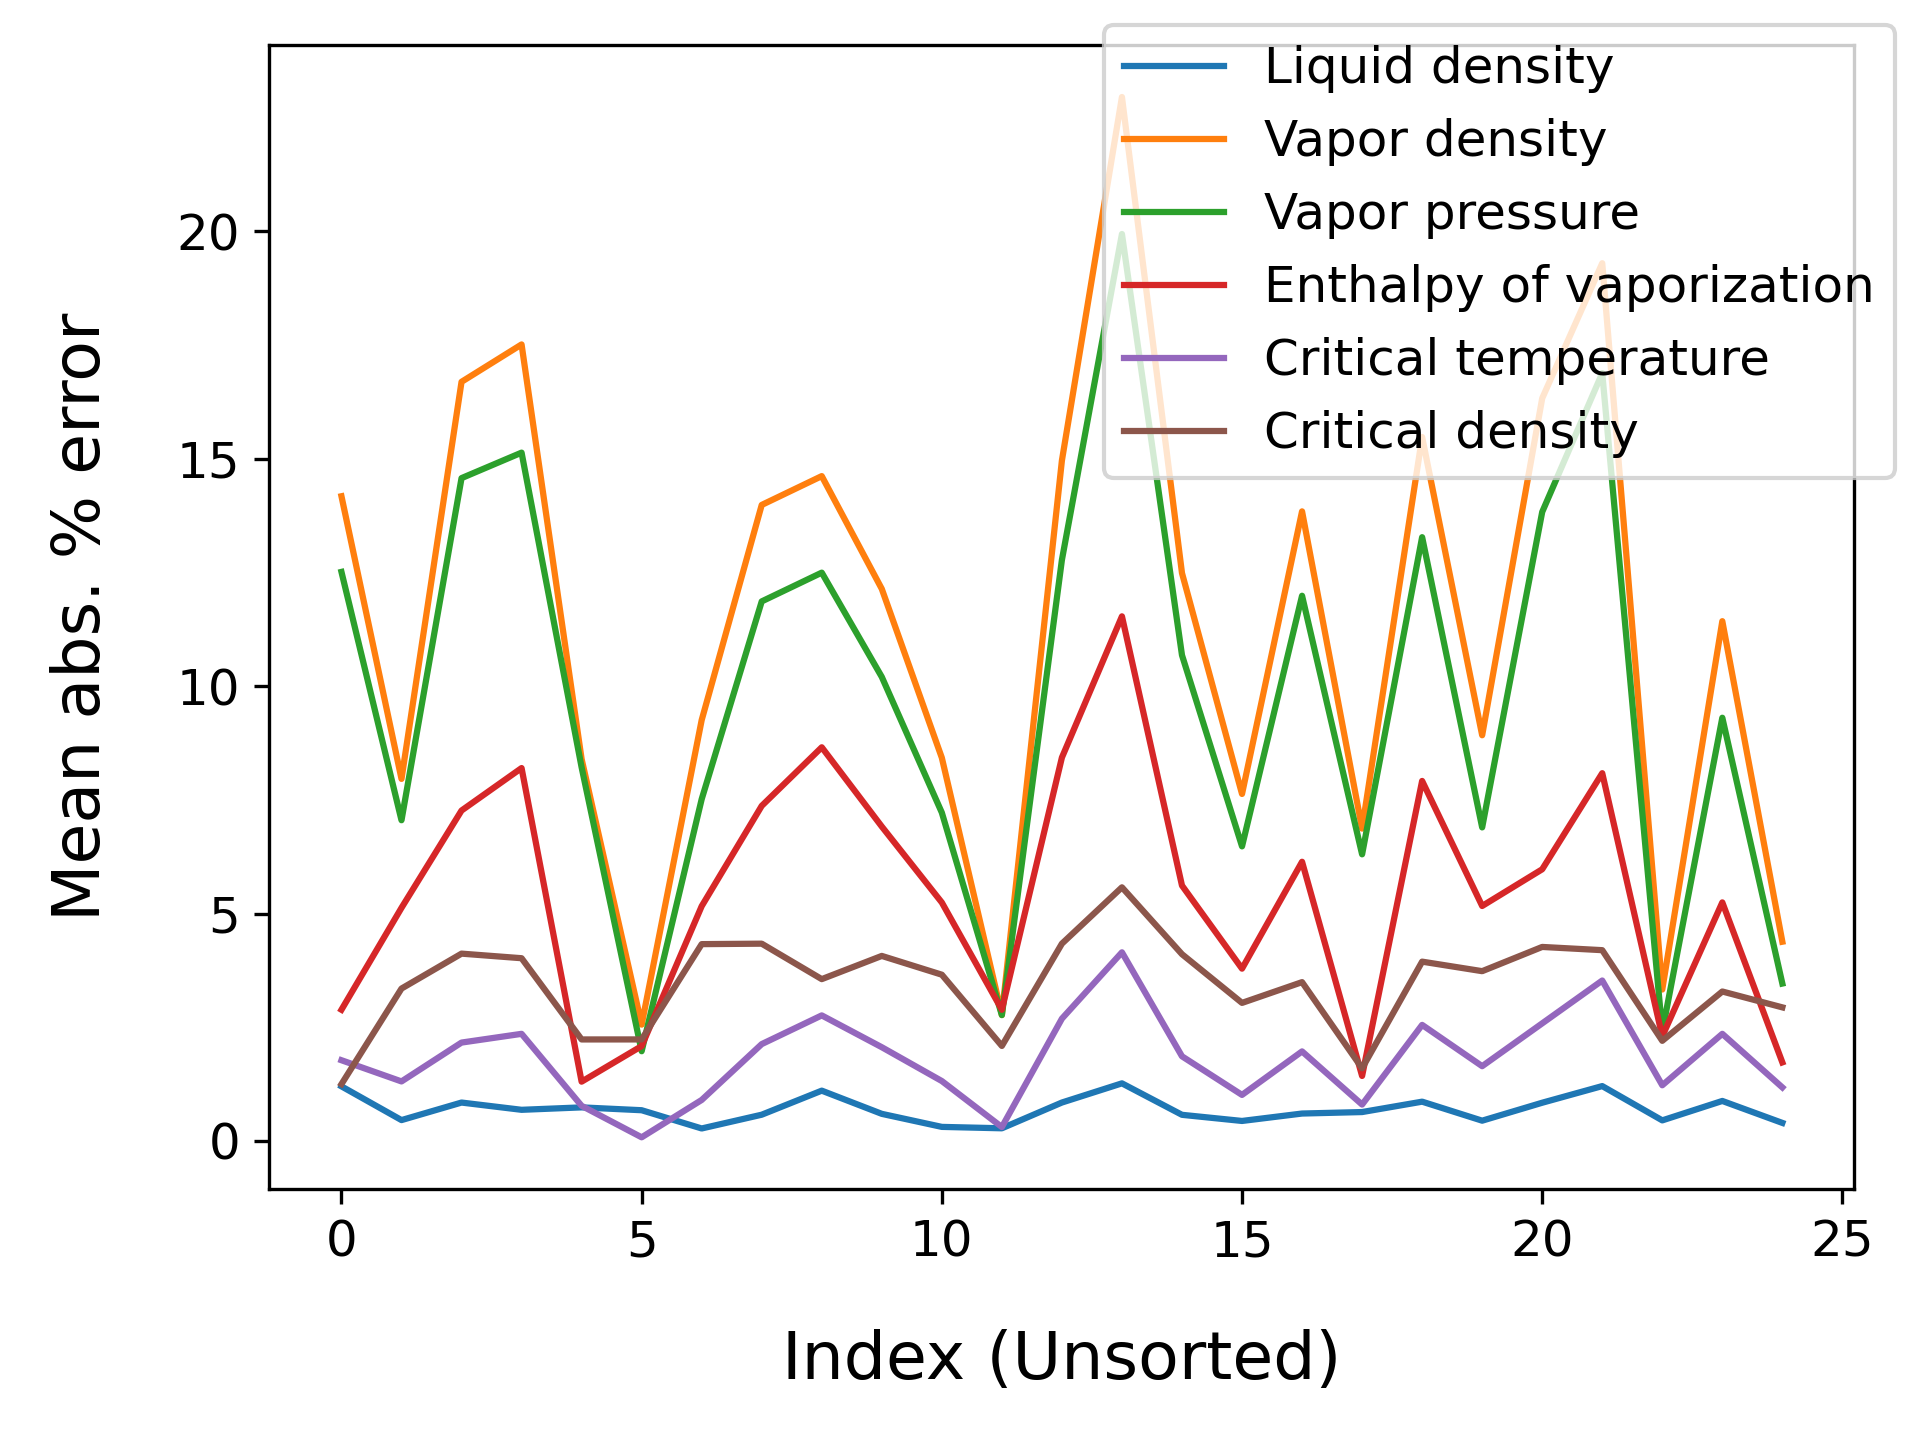 Liquid density
Vapor density
Vapor pressure
Enthalpy of vaporization
Critical temperature
Critical density
Mean abs. % error
20
15
10
5
0
0 5 10 15 20 25
Index (Unsorted)